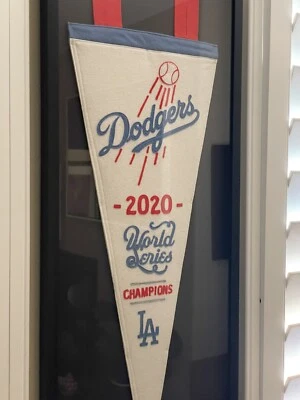 Dodgers
- 2020 -
World
Series
CHAMPIONS
LA